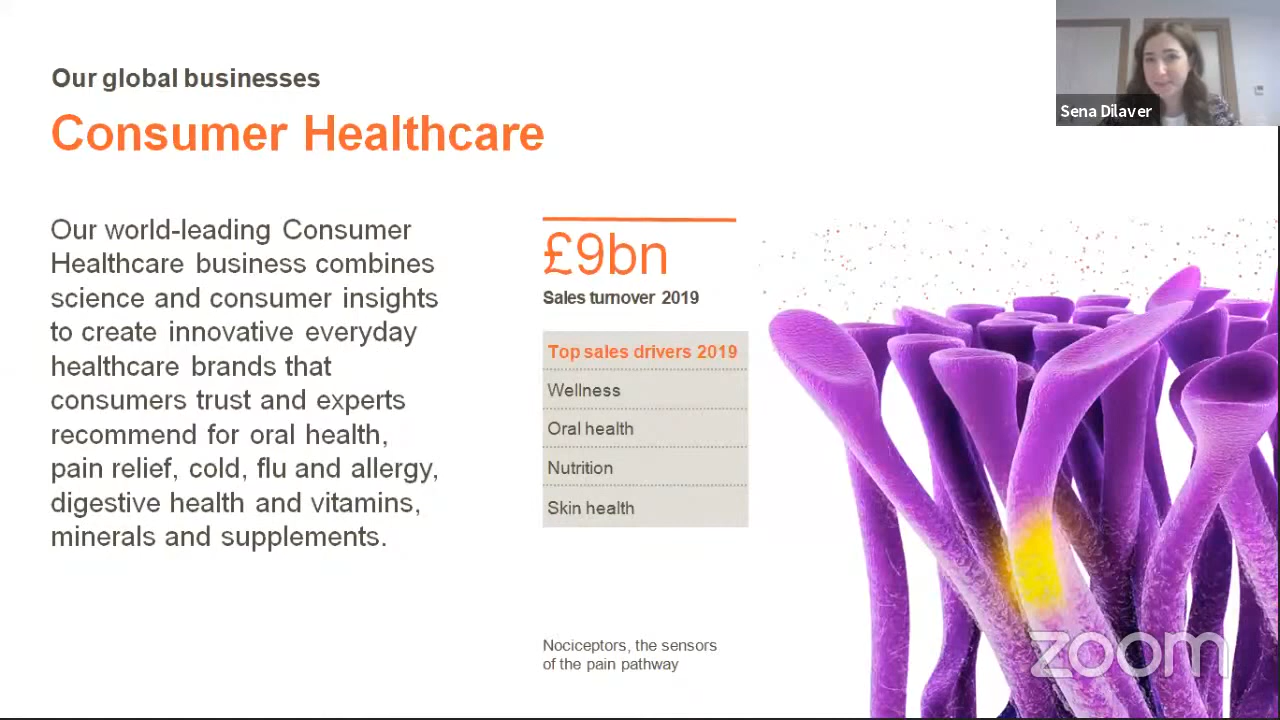 Our global businesses
Consumer Healthcare
Sena Dilaver
Our world-leading Consumer
Healthcare business combines
science and consumer insights
to create innovative everyday
healthcare brands that
consumers trust and experts
recommend for oral health,
pain relief, cold, flu and allergy,
digestive health and vitamins,
minerals and supplements.
£9bn
Sales turnover 2019
Top sales drivers 2019
Wellness
Oral health
Nutrition
Skin health
Nociceptors, the sensors
of the pain pathway
zoom